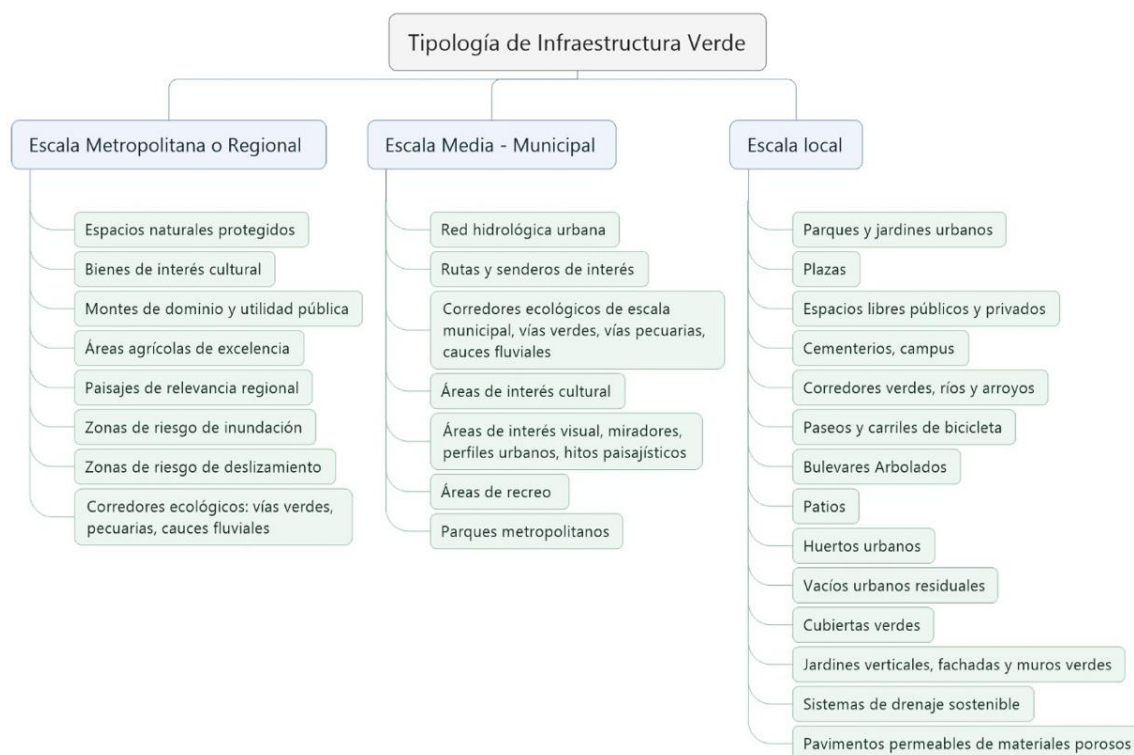 Tipología de Infraestructura Verde
Escala Metropolitana o Regional
Espacios naturales protegidos
Bienes de interés cultural
Montes de dominio y utilidad pública
Áreas agrícolas de excelencia
Paisajes de relevancia regional
Zonas de riesgo de inundación
Zonas de riesgo de deslizamiento
Corredores ecológicos: vías verdes,
pecuarias, cauces fluviales
Escala Media - Municipal
Red hidrológica urbana
Rutas y senderos de interés
Corredores ecológicos de escala
municipal, vías verdes, vías pecuarias,
cauces fluviales
Áreas de interés cultural
Áreas de interés visual, miradores,
perfiles urbanos, hitos paisajísticos
Áreas de recreo
Parques metropolitanos
Escala local
Parques y jardines urbanos
Plazas
Espacios libres públicos y privados
Cementerios, campus
Corredores verdes, ríos y arroyos
Paseos y carriles de bicicleta
Bulevares Arbolados
Patios
Huertos urbanos
Vacíos urbanos residuales
Cubiertas verdes
Jardines verticales, fachadas y muros verdes
Sistemas de drenaje sostenible
Pavimentos permeables de materiales porosos